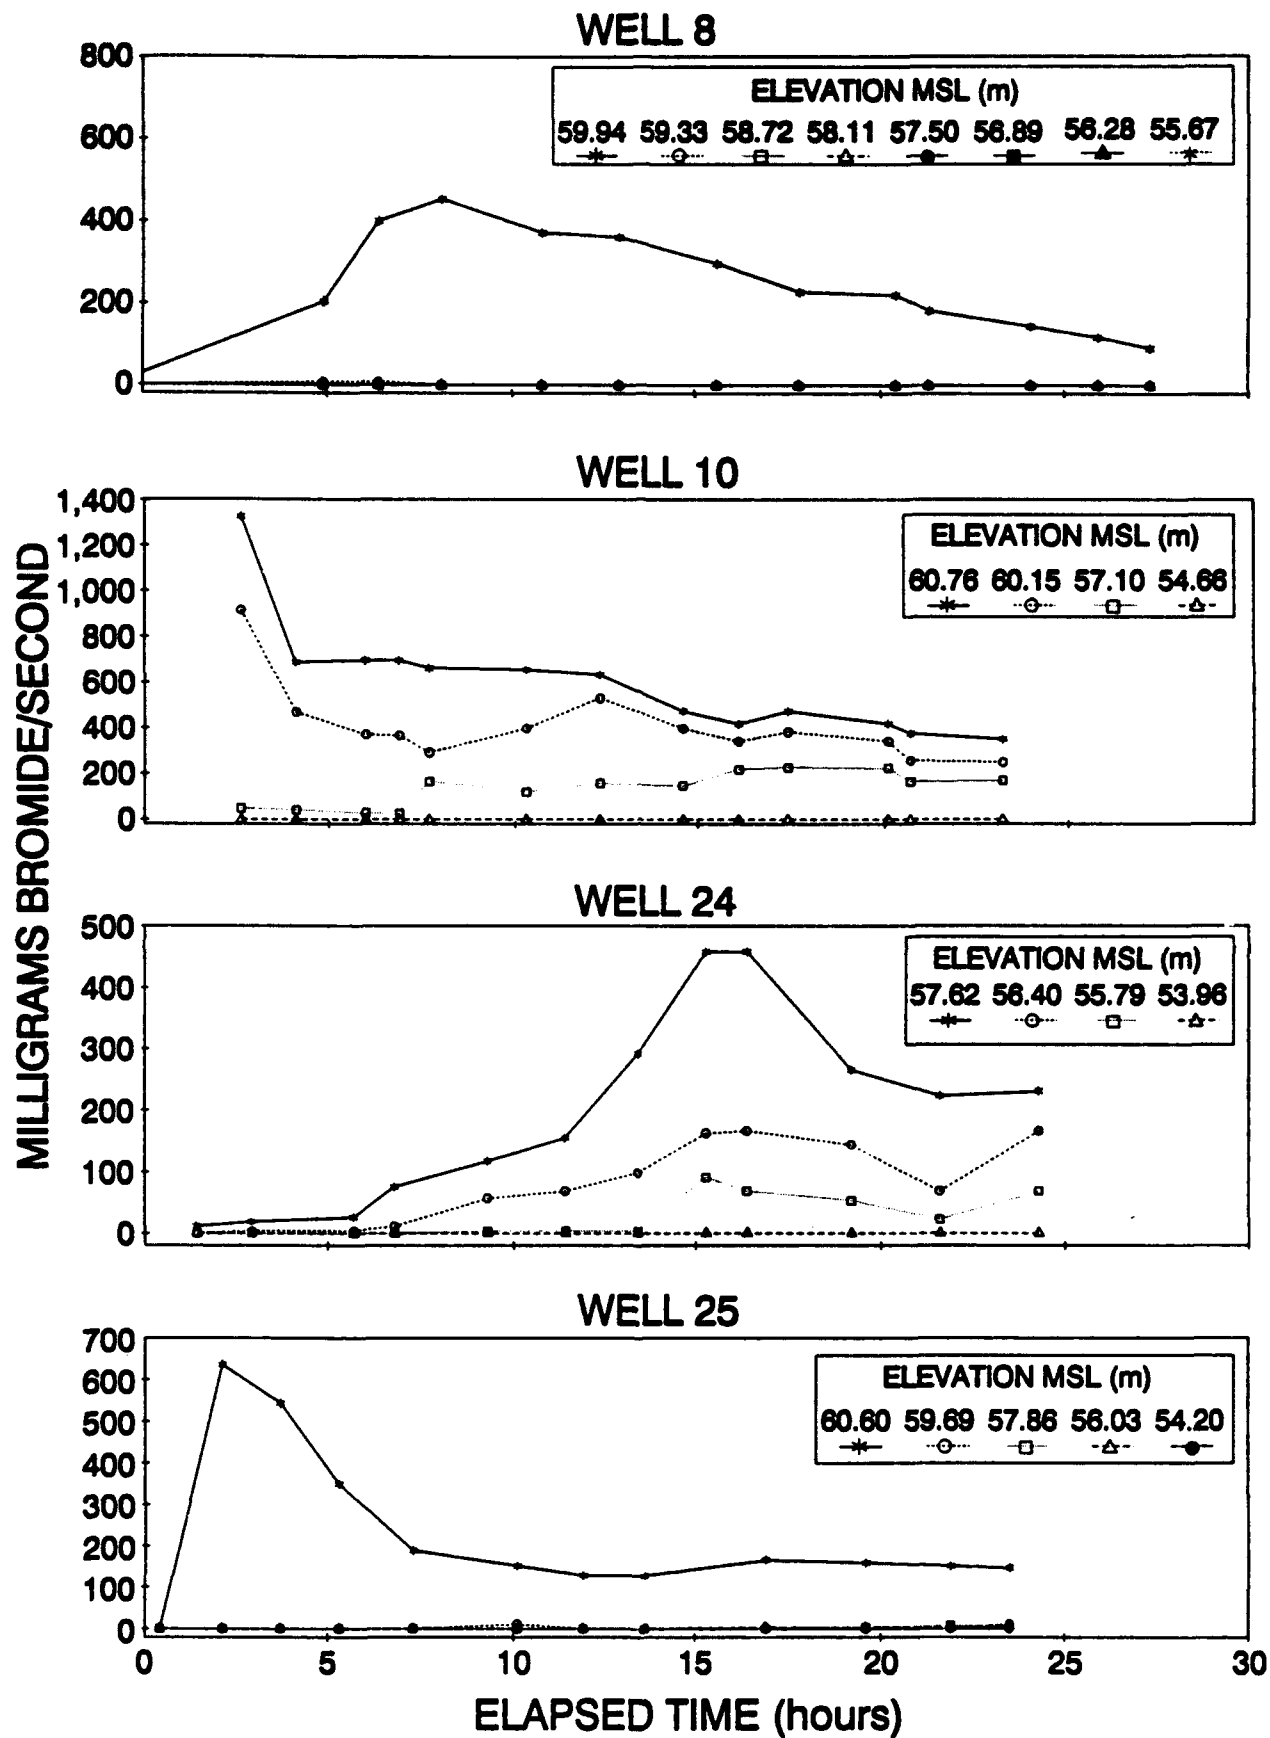 WELL 8
800
600
400
200
0
ELEVATION MSL (m)
59.94 59.33 58.72 58.11 57.50 56.89 56.28 55.67
WELL 10
1,400
1,200
1,000
800
600
400
200
0
ELEVATION MSL (m)
60.76 60.15 57.10 54.66
MILLIGRAMS BROMIDE/SECOND
WELL 24
500
400
300
200
100
0
ELEVATION MSL (m)
57.62 56.40 55.79 53.96
WELL 25
700
600
500
400
300
200
100
0
ELEVATION MSL (m)
60.60 59.69 57.86 56.03 54.20
0 5 10 15 20 25 30
ELAPSED TIME (hours)